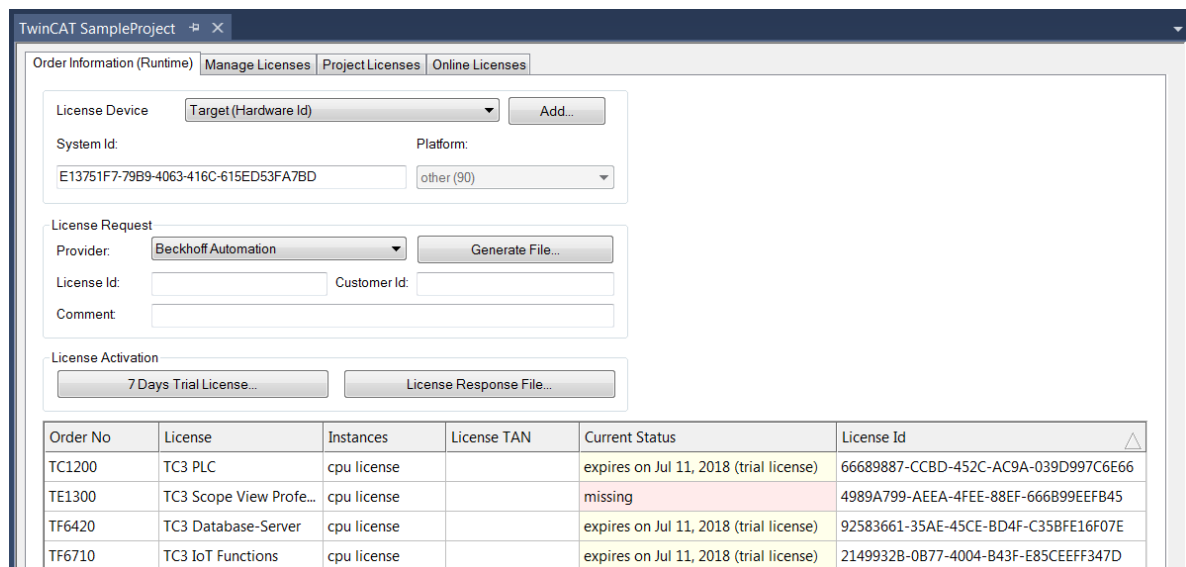 TwinCAT SampleProject
Order Information (Runtime) Manage Licenses Project Licenses Online Licenses
License Device Target (Hardware Id) Add...
System Id: Platform:
E13751F7-79B9-4063-416C-615ED53FA7BD other (90)
License Request
Provider: Beckhoff Automation Generate File...
License Id: Customer Id:
Comment:
License Activation
7 Days Trial License... License Response File...
Order No License Instances License TAN Current Status License Id
TC1200 TC3 PLC cpu license expires on Jul 11, 2018 (trial license) 66689887-CCBD-452C-AC9A-039D997C6E66
TE1300 TC3 Scope View Profe... cpu license missing 4989A799-AEEA-4FEE-88EF-666B99EEFB45
TF6420 TC3 Database-Server cpu license expires on Jul 11, 2018 (trial license) 92583661-35AE-45CE-BD4F-C35BFE16F07E
TF6710 TC3 IoT Functions cpu license expires on Jul 11, 2018 (trial license) 2149932B-0B77-4004-B43F-E85CEEFF347D